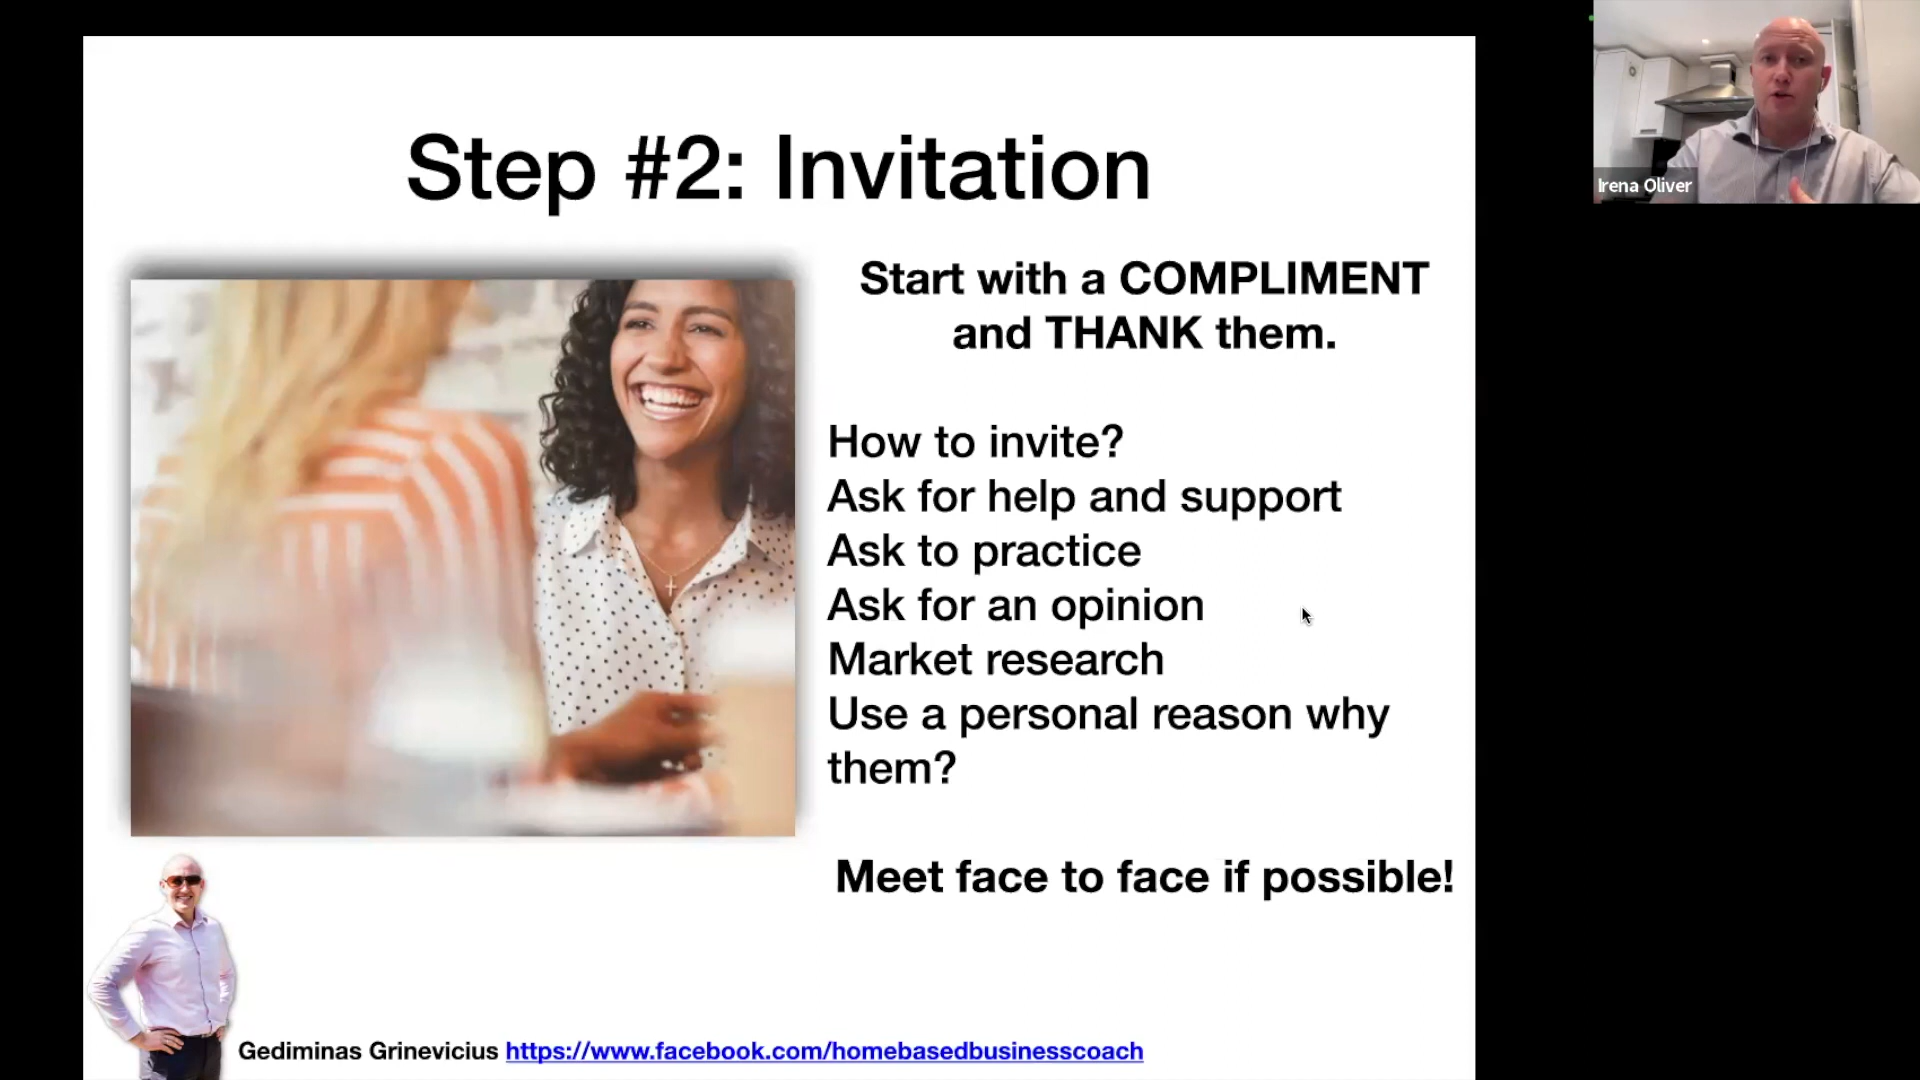 Step #2: Invitation
Irena Oliver
Start with a COMPLIMENT
and THANK them.
How to invite?
Ask for help and support
Ask to practice
Ask for an opinion
Market research
Use a personal reason why
them?
Meet face to face if possible!
Gediminas Grinevicius https://www.facebook.com/homebasedbusinesscoach